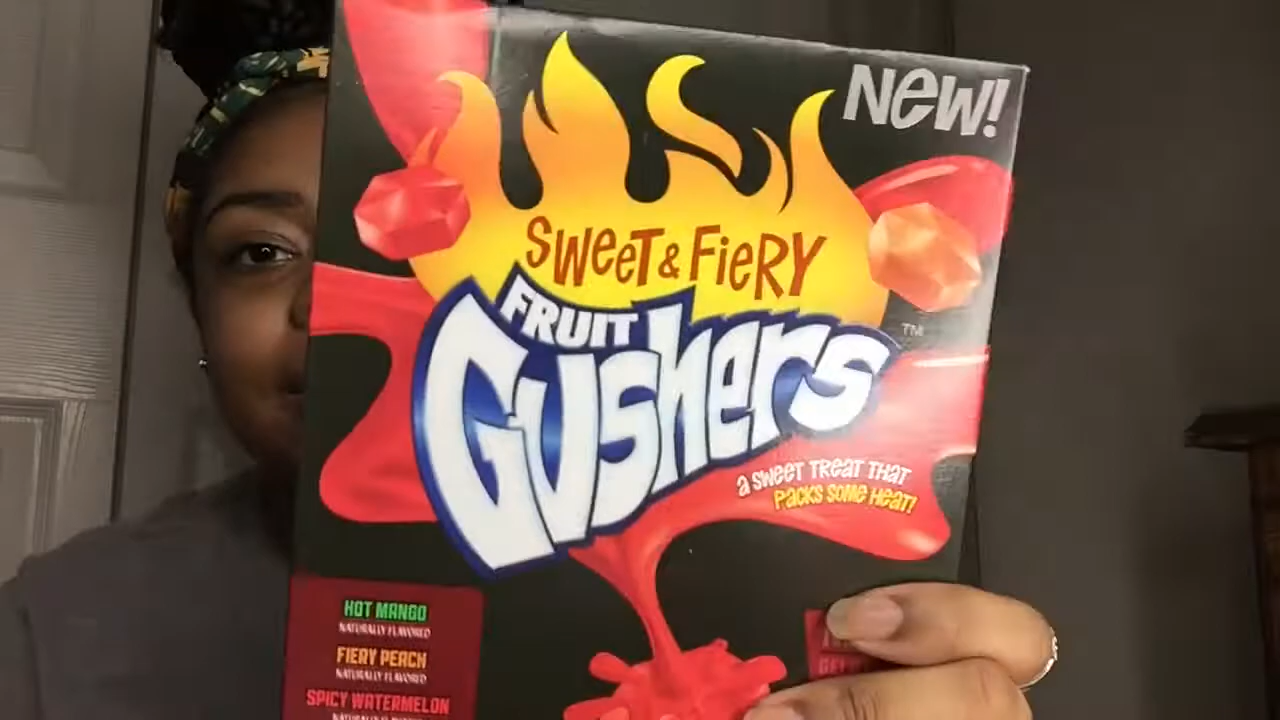 NEW!
SWEET & FIERY
FRUIT
GUSHERS
TM
A SWEET TREAT THAT
PACKS SOME HEAT!
HOT MANGO
NATURALLY FLAVORED
FIERY PEACH
NATURALLY FLAVORED
SPICY WATERMELON